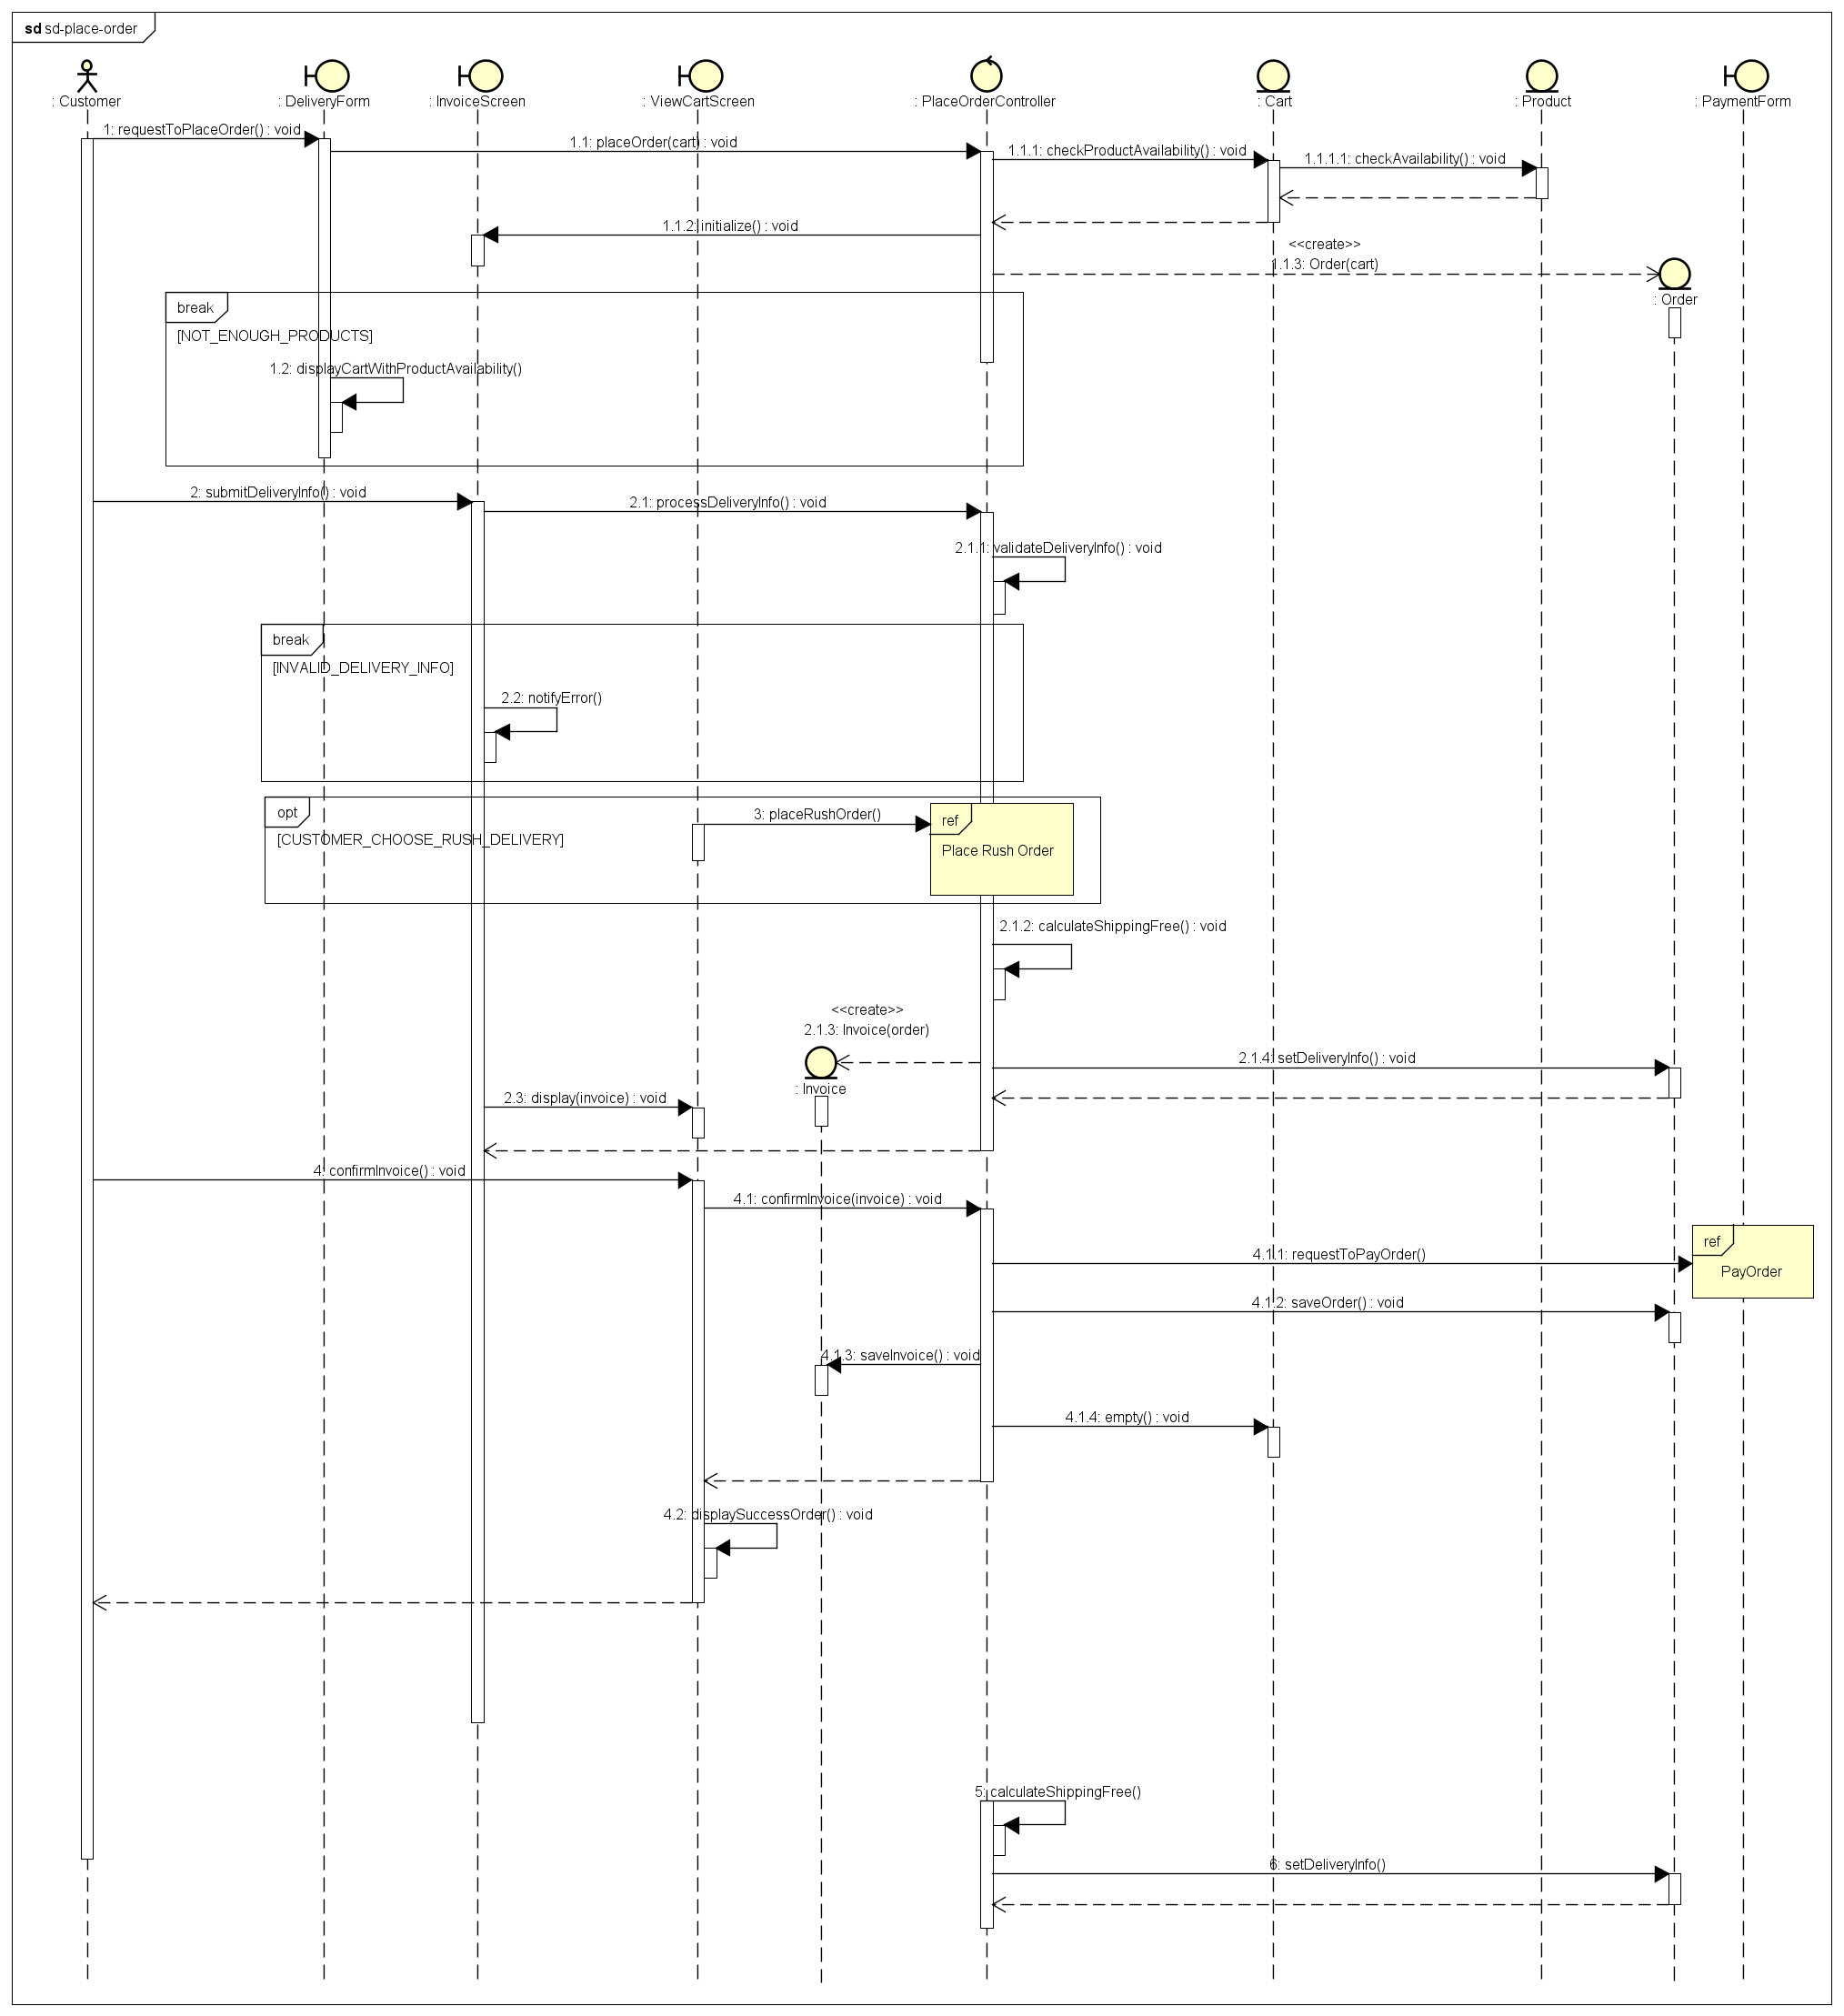 sd sd-place-order
: Customer
: DeliveryForm
: InvoiceScreen
: ViewCartScreen
: PlaceOrderController
: Cart
: Product
: PaymentForm
1: requestToPlaceOrder() : void
1.1: placeOrder(cart) : void
1.1.1: checkProductAvailability() : void
1.1.1.1: checkAvailability() : void
1.1.2: initialize() : void
<<create>>
1.1.3: Order(cart)
: Order
break
[NOT_ENOUGH_PRODUCTS]
1.2: displayCartWithProductAvailability()
2: submitDeliveryInfo() : void
2.1: processDeliveryInfo() : void
2.1.1: validateDeliveryInfo() : void
break
[INVALID_DELIVERY_INFO]
2.2: notifyError()
opt
[CUSTOMER_CHOOSE_RUSH_DELIVERY]
3: placeRushOrder()
ref
Place Rush Order
2.1.2: calculateShippingFree() : void
<<create>>
2.1.3: Invoice(order)
: Invoice
2.1.4: setDeliveryInfo() : void
2.3: display(invoice) : void
4: confirmInvoice() : void
4.1: confirmInvoice(invoice) : void
ref
PayOrder
4.1.1: requestToPayOrder()
4.1.2: saveOrder() : void
4.1.3: saveInvoice() : void
4.1.4: empty() : void
4.2: displaySuccessOrder() : void
5: calculateShippingFree()
6: setDeliveryInfo()